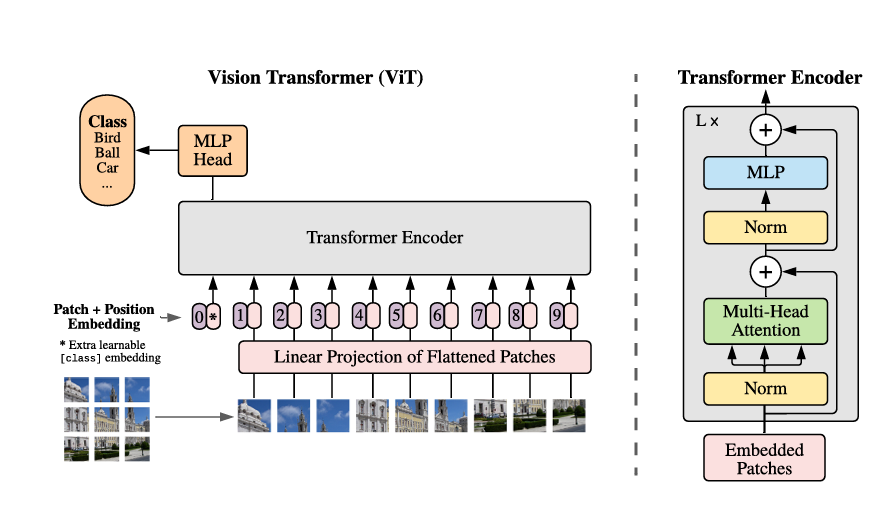 Vision Transformer (ViT)
Class
Bird
Ball
Car
...
MLP
Head
Transformer Encoder
Patch + Position
Embedding
0 * 1 2 3 4 5 6 7 8 9
* Extra learnable
[class] embedding
Linear Projection of Flattened Patches
Transformer Encoder
L x
+
MLP
Norm
+
Multi-Head
Attention
Norm
Embedded
Patches